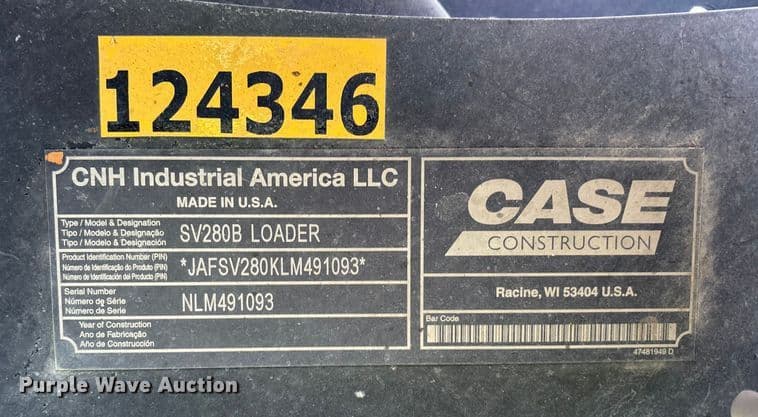 124346
CNH Industrial America LLC
MADE IN U.S.A.
Type / Model & Designation
Tipo / Modelo & Designação
Tipo / Modelo & Designación
SV280B LOADER
Product Identification Number (PIN)
Número de Identificação do Produto (PIN)
Número de Identificación del Producto (PIN)
*JAFSV280KLM491093*
Serial Number
Número de Série
Número de Serie
NLM491093
Year of Construction
Ano de Fabricação
Año de Construcción
CASE
CONSTRUCTION
Racine, WI 53404 U.S.A.
Bar Code
47481949 D
Purple Wave Auction